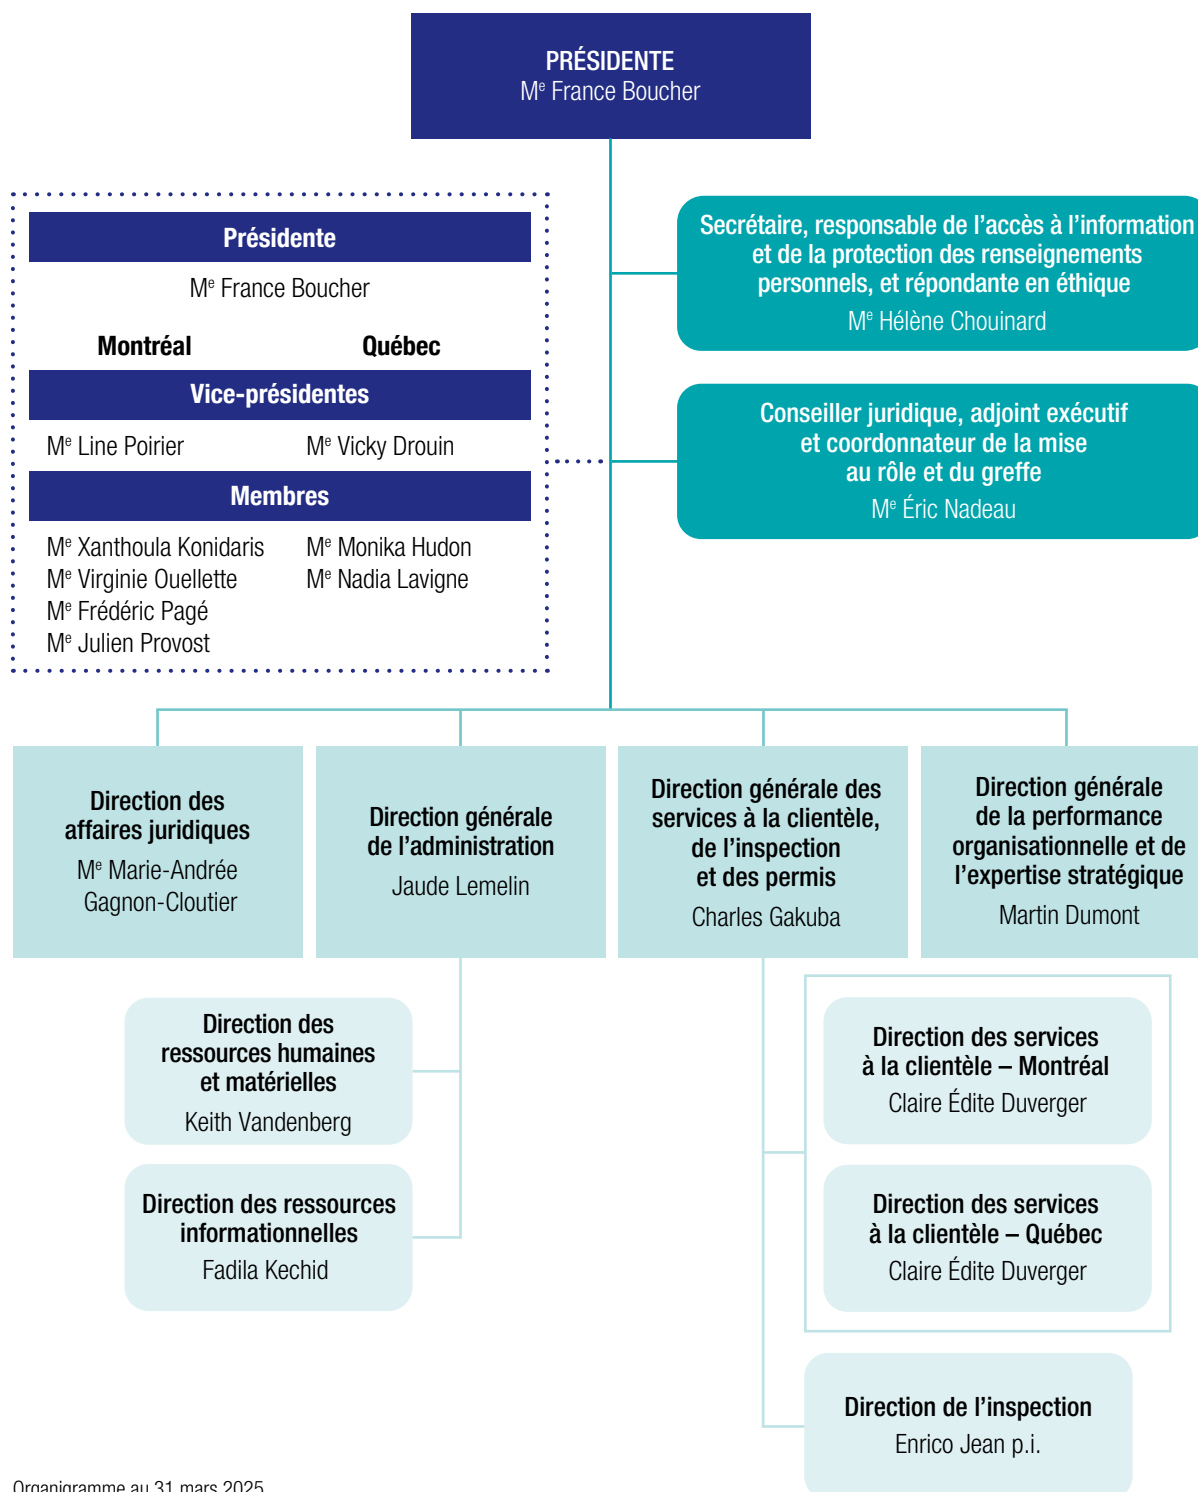 PRÉSIDENTE
Mᵉ France Boucher
Présidente
Mᵉ France Boucher
Montréal
Québec
Vice-présidentes
Mᵉ Line Poirier
Mᵉ Vicky Drouin
Membres
Mᵉ Xanthoula Konidaris
Mᵉ Virginie Ouellette
Mᵉ Frédéric Pagé
Mᵉ Julien Provost
Mᵉ Monika Hudon
Mᵉ Nadia Lavigne
Secrétaire, responsable de l’accès à l’information
et de la protection des renseignements
personnels, et répondante en éthique
Mᵉ Hélène Chouinard
Conseiller juridique, adjoint exécutif
et coordonnateur de la mise
au rôle et du greffe
Mᵉ Éric Nadeau
Direction des
affaires juridiques
Mᵉ Marie-Andrée
Gagnon-Cloutier
Direction générale
de l’administration
Jaude Lemelin
Direction générale des
services à la clientèle,
de l’inspection
et des permis
Charles Gakuba
Direction générale
de la performance
organisationnelle et de
l’expertise stratégique
Martin Dumont
Direction des
ressources humaines
et matérielles
Keith Vandenberg
Direction des ressources
informationnelles
Fadila Kechid
Direction des services
à la clientèle – Montréal
Claire Édite Duverger
Direction des services
à la clientèle – Québec
Claire Édite Duverger
Direction de l’inspection
Enrico Jean p.i.
Organigramme au 31 mars 2025